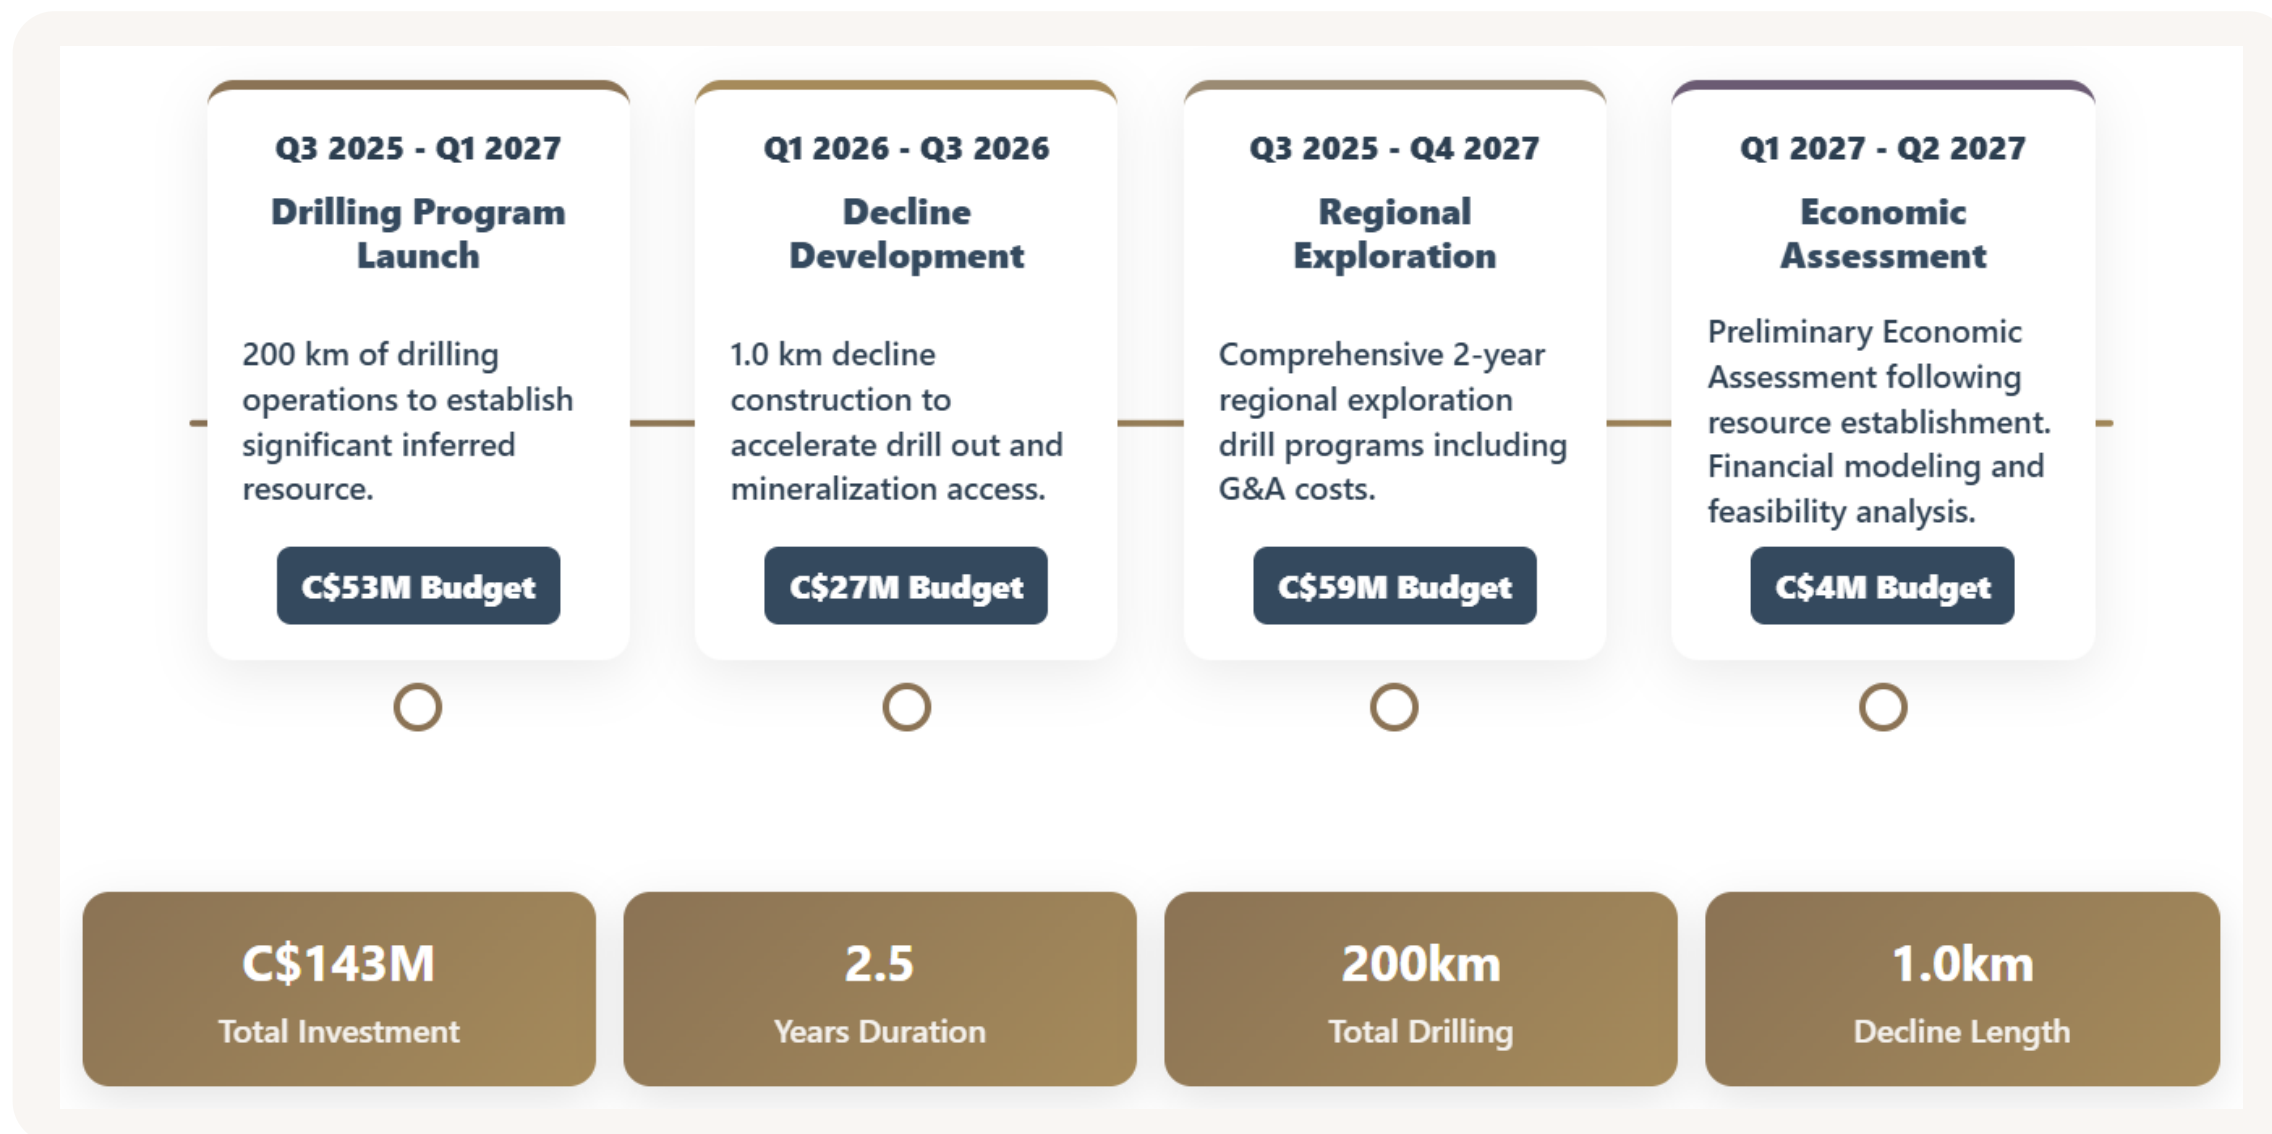 Q3 2025 - Q1 2027
Drilling Program
Launch
200 km of drilling
operations to establish
significant inferred
resource.
C$53M Budget
Q1 2026 - Q3 2026
Decline
Development
1.0 km decline
construction to
accelerate drill out and
mineralization access.
C$27M Budget
Q3 2025 - Q4 2027
Regional
Exploration
Comprehensive 2-year
regional exploration
drill programs including
G&A costs.
C$59M Budget
Q1 2027 - Q2 2027
Economic
Assessment
Preliminary Economic
Assessment following
resource establishment.
Financial modeling and
feasibility analysis.
C$4M Budget
C$143M
Total Investment
2.5
Years Duration
200km
Total Drilling
1.0km
Decline Length